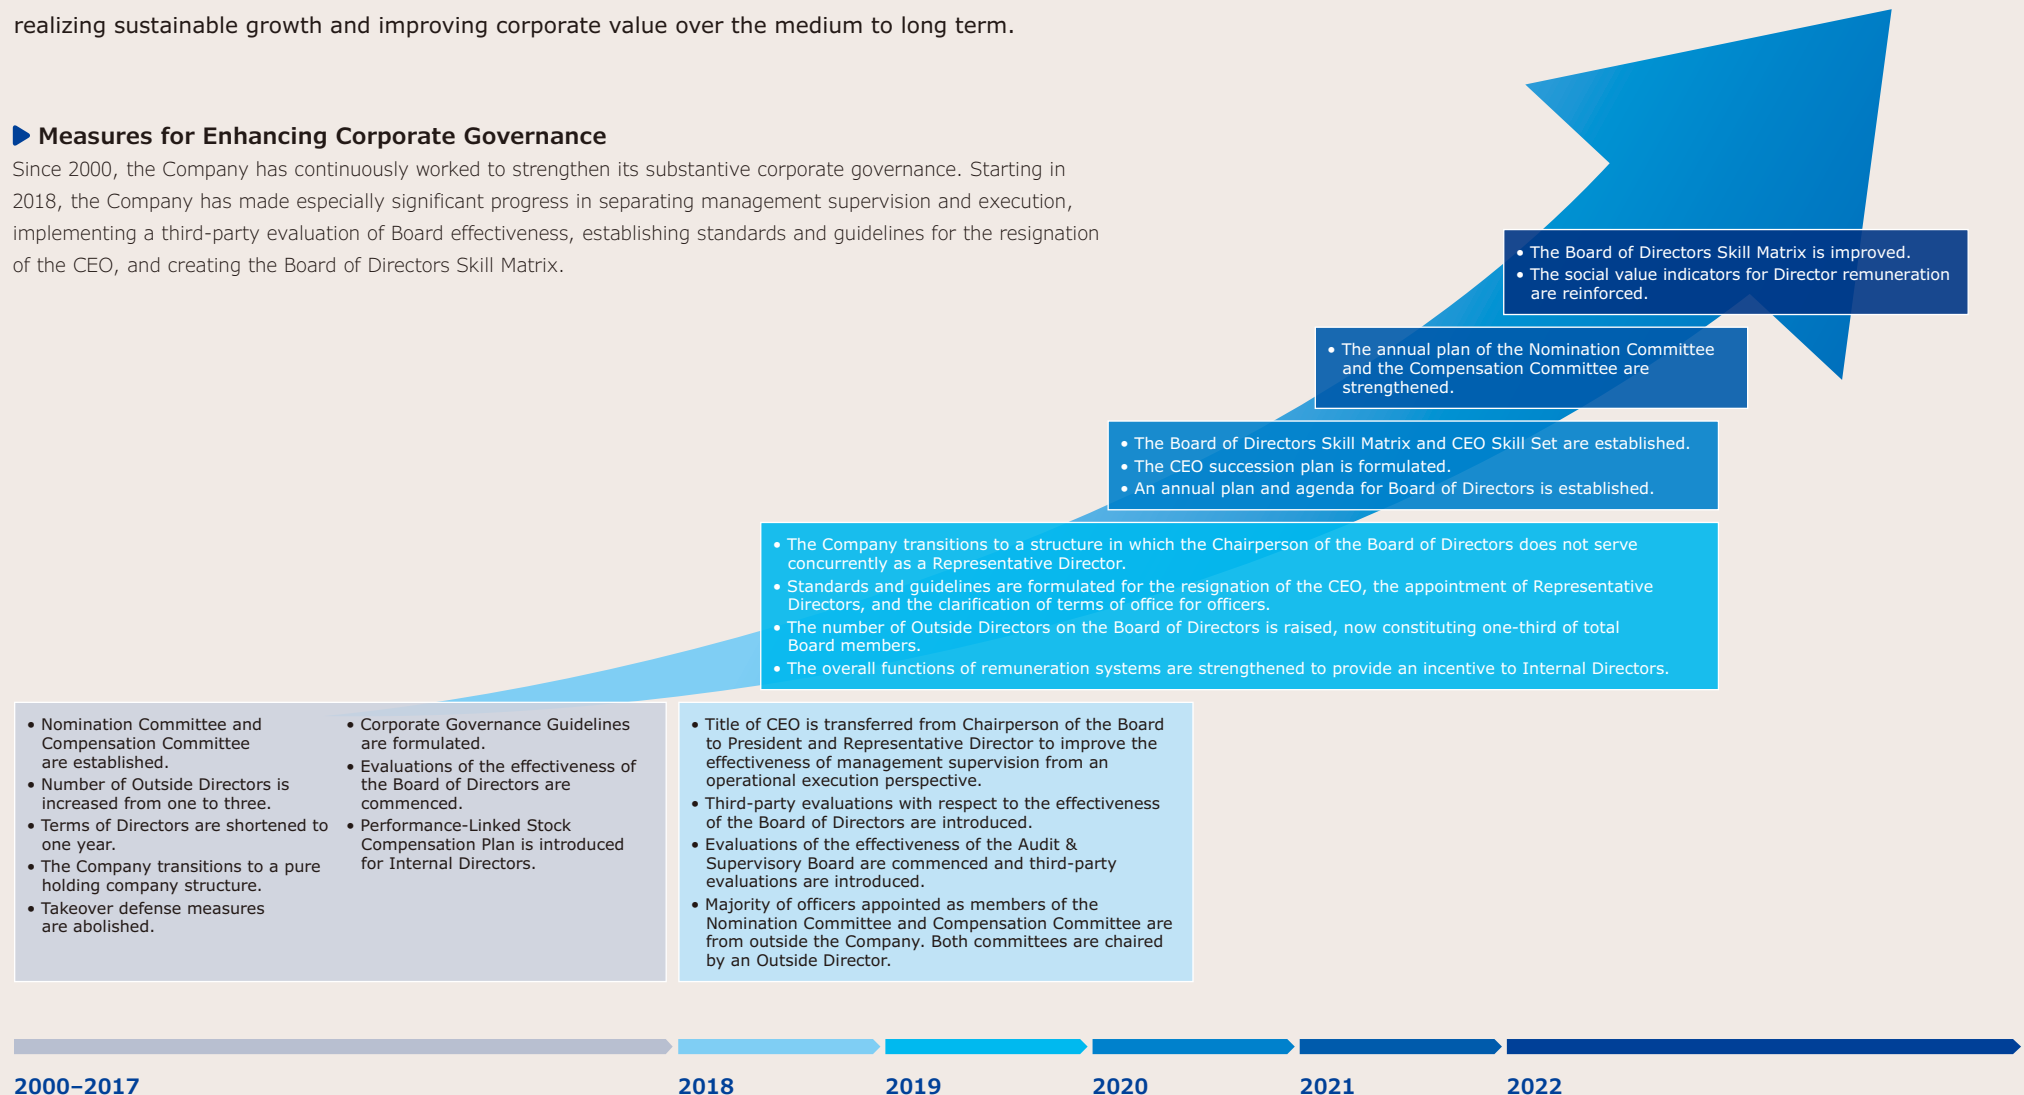 realizing sustainable growth and improving corporate value over the medium to long term.
Measures for Enhancing Corporate Governance
Since 2000, the Company has continuously worked to strengthen its substantive corporate governance. Starting in
2018, the Company has made especially significant progress in separating management supervision and execution,
implementing a third-party evaluation of Board effectiveness, establishing standards and guidelines for the resignation
of the CEO, and creating the Board of Directors Skill Matrix.
• The Board of Directors Skill Matrix is improved.
• The social value indicators for Director remuneration
are reinforced.
• The annual plan of the Nomination Committee
and the Compensation Committee are
strengthened.
• The Board of Directors Skill Matrix and CEO Skill Set are established.
• The CEO succession plan is formulated.
• An annual plan and agenda for Board of Directors is established.
• The Company transitions to a structure in which the Chairperson of the Board of Directors does not serve
concurrently as a Representative Director.
• Standards and guidelines are formulated for the resignation of the CEO, the appointment of Representative
Directors, and the clarification of terms of office for officers.
• The number of Outside Directors on the Board of Directors is raised, now constituting one-third of total
Board members.
• The overall functions of remuneration systems are strengthened to provide an incentive to Internal Directors.
• Nomination Committee and
Compensation Committee
are established.
• Number of Outside Directors is
increased from one to three.
• Terms of Directors are shortened to
one year.
• The Company transitions to a pure
holding company structure.
• Takeover defense measures
are abolished.
• Corporate Governance Guidelines
are formulated.
• Evaluations of the effectiveness of
the Board of Directors are
commenced.
• Performance-Linked Stock
Compensation Plan is introduced
for Internal Directors.
• Title of CEO is transferred from Chairperson of the Board
to President and Representative Director to improve the
effectiveness of management supervision from an
operational execution perspective.
• Third-party evaluations with respect to the effectiveness
of the Board of Directors are introduced.
• Evaluations of the effectiveness of the Audit &
Supervisory Board are commenced and third-party
evaluations are introduced.
• Majority of officers appointed as members of the
Nomination Committee and Compensation Committee are
from outside the Company. Both committees are chaired
by an Outside Director.
2000–2017
2018
2019
2020
2021
2022